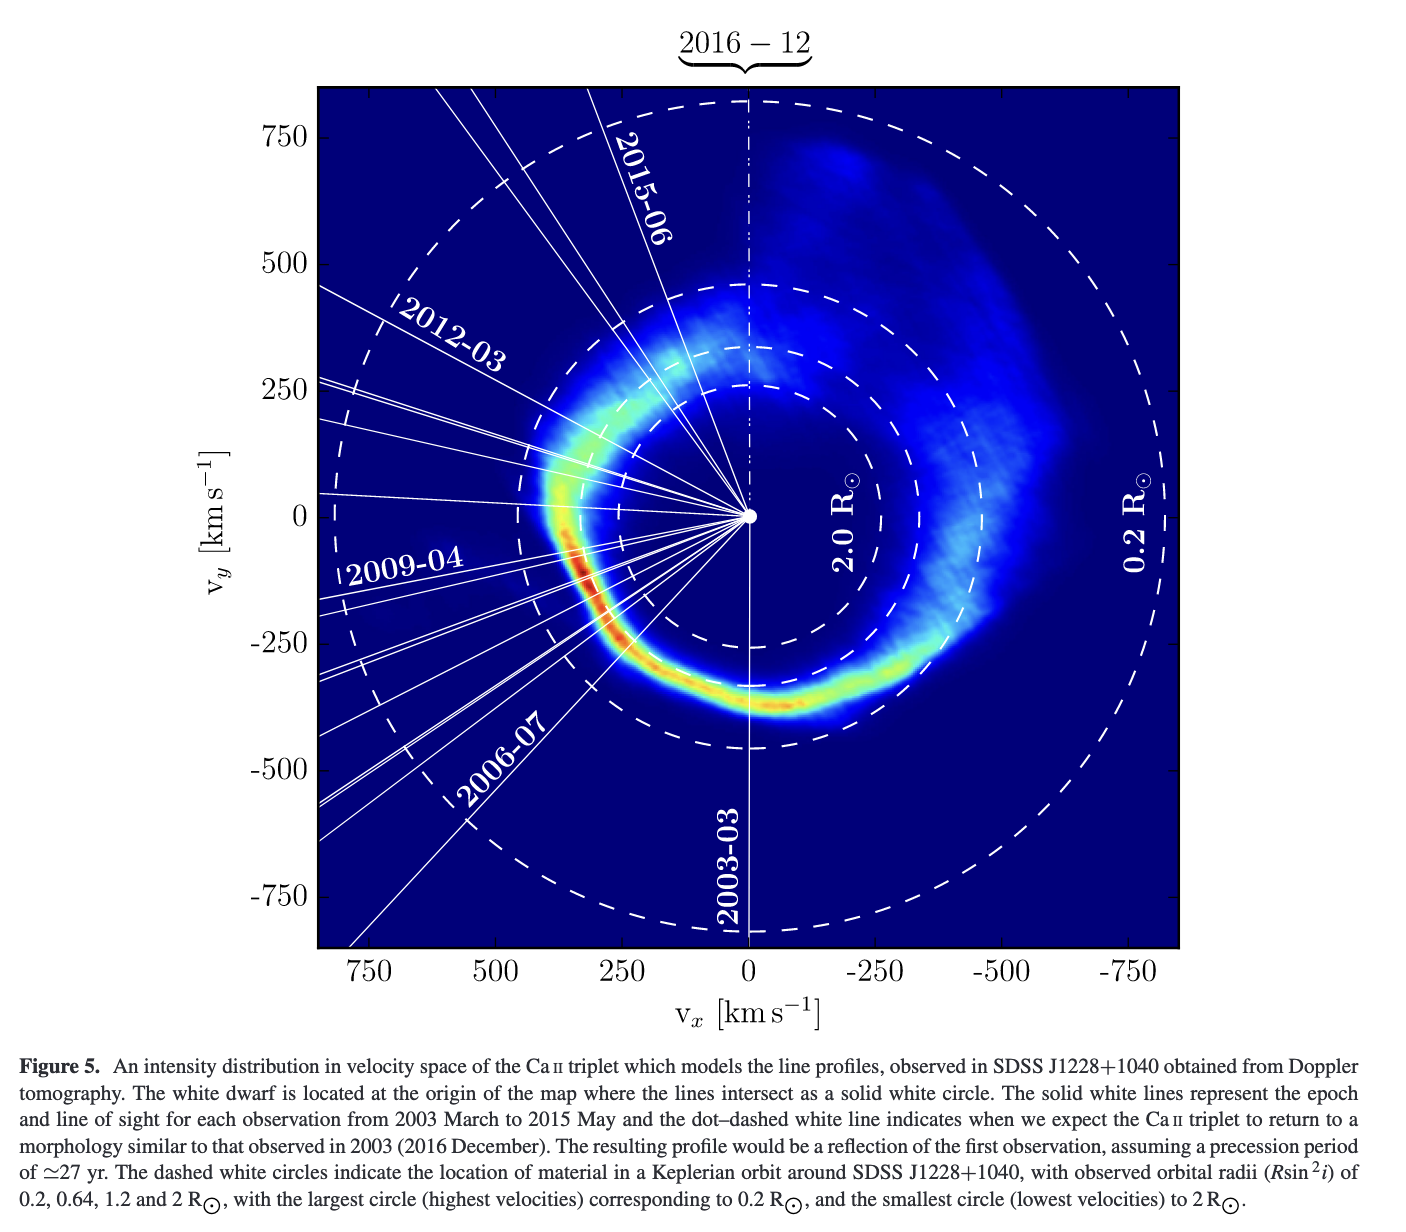 2016 − 12
750
500
250
0
-250
-500
-750
v_y [km s⁻¹]
2015-06
2012-03
2009-04
2006-07
2003-03
2.0 R☉
0.2 R☉
750 500 250 0 -250 -500 -750
v_x [km s⁻¹]
Figure 5. An intensity distribution in velocity space of the Ca II triplet which models the line profiles, observed in SDSS J1228+1040 obtained from Doppler
tomography. The white dwarf is located at the origin of the map where the lines intersect as a solid white circle. The solid white lines represent the epoch
and line of sight for each observation from 2003 March to 2015 May and the dot–dashed white line indicates when we expect the Ca II triplet to return to a
morphology similar to that observed in 2003 (2016 December). The resulting profile would be a reflection of the first observation, assuming a precession period
of ≃27 yr. The dashed white circles indicate the location of material in a Keplerian orbit around SDSS J1228+1040, with observed orbital radii (Rsin²i) of
0.2, 0.64, 1.2 and 2 R☉, with the largest circle (highest velocities) corresponding to 0.2 R☉, and the smallest circle (lowest velocities) to 2 R☉.